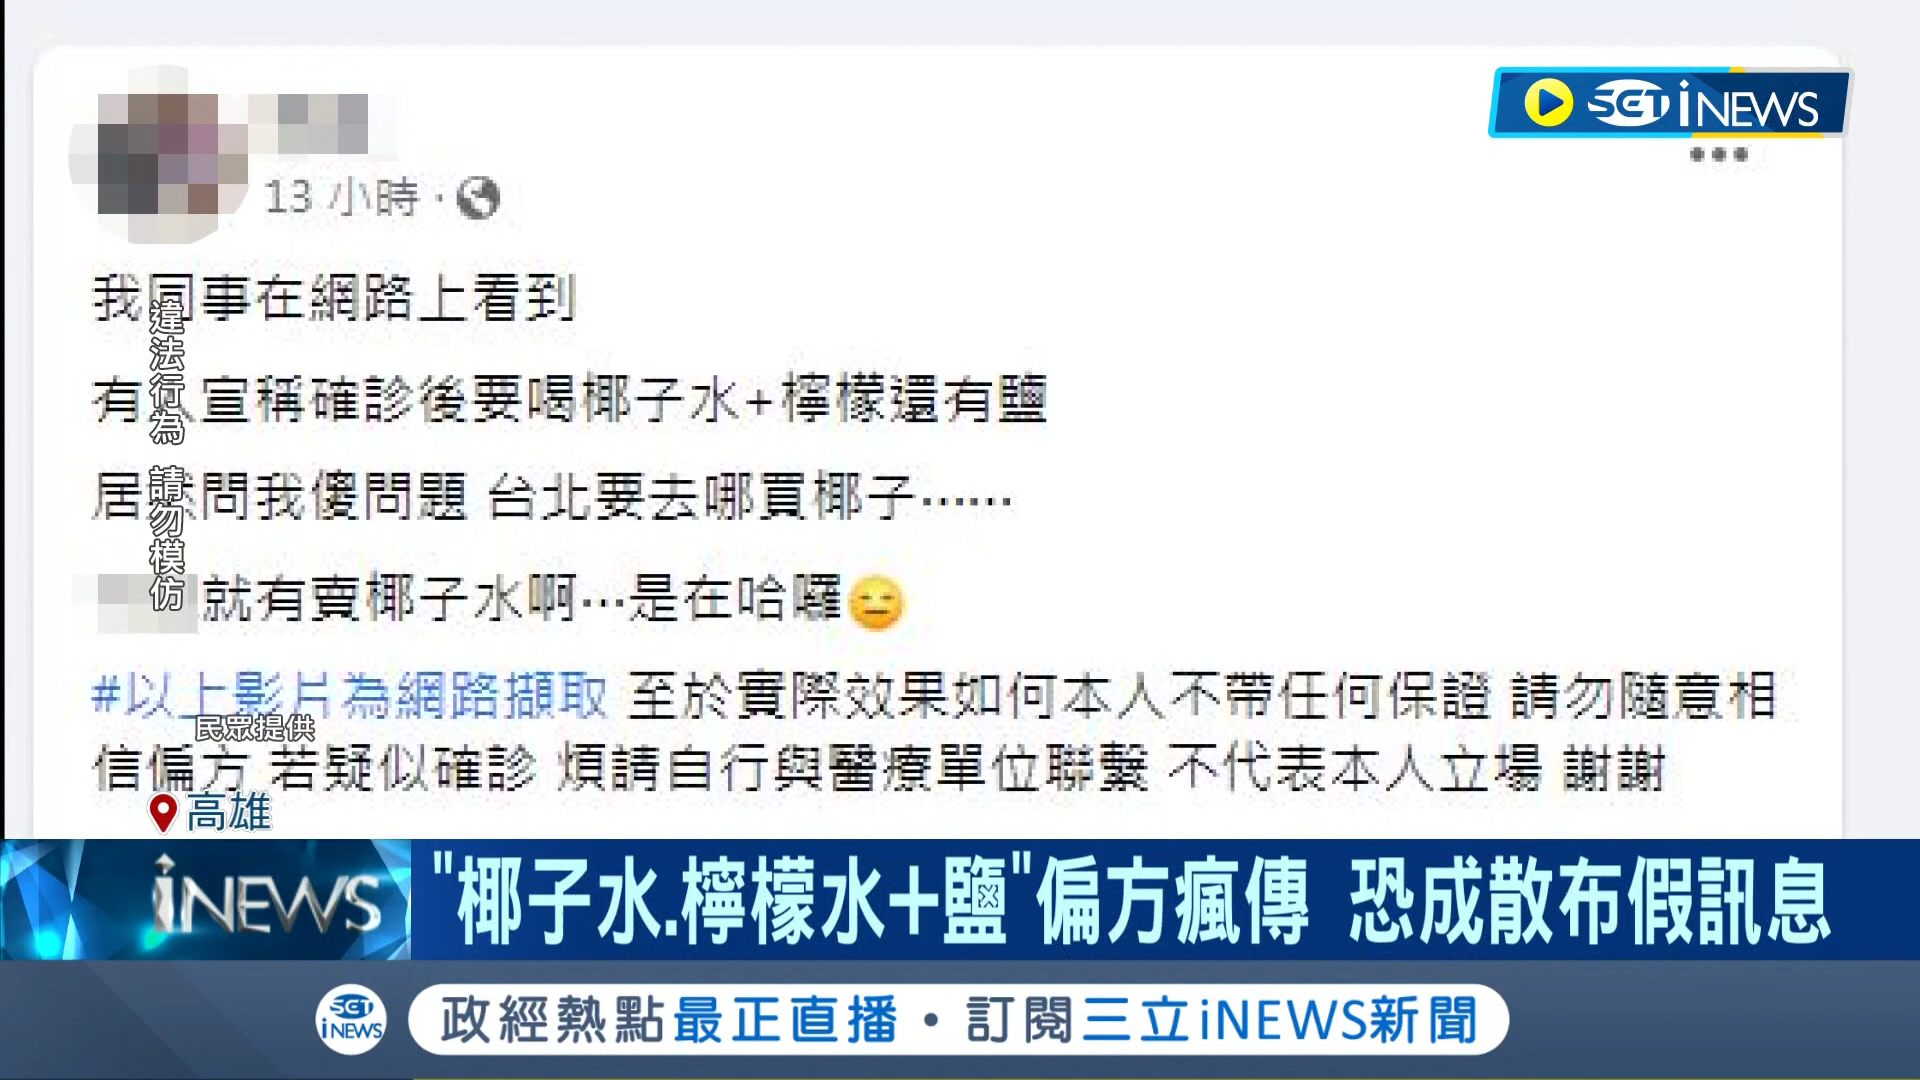 SET iNEWS
13 小時
我同事在網路上看到
有人宣稱確診後要喝椰子水+檸檬還有鹽
居然問我傻問題 台北要去哪買椰子……
就有賣椰子水啊…是在哈囉
#以上影片為網路擷取 至於實際效果如何本人不帶任何保證 請勿隨意相
信偏方 若疑似確診 煩請自行與醫療單位聯繫 不代表本人立場 謝謝
違法行為 請勿模仿
民眾提供
高雄
iNEWS
"椰子水.檸檬水+鹽"偏方瘋傳 恐成散布假訊息
SET iNEWS
政經熱點最正直播・訂閱三立iNEWS新聞